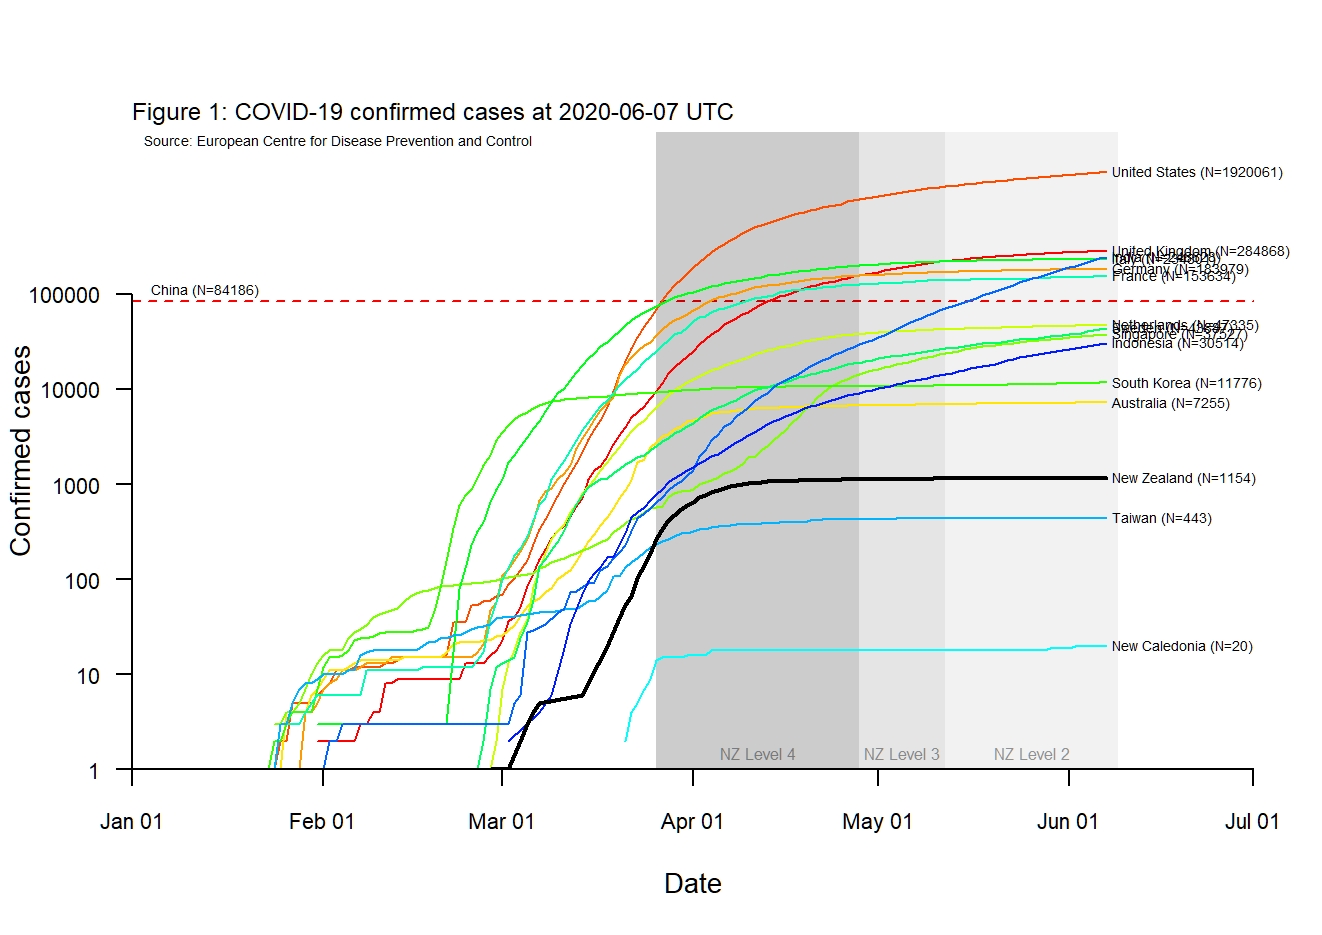 Figure 1: COVID-19 confirmed cases at 2020-06-07 UTC
Source: European Centre for Disease Prevention and Control
United States (N=1920061)
United Kingdom (N=284868)
Germany (N=183979)
France (N=153634)
China (N=84186)
Netherlands (N=47335)
Singapore (N=37527)
Indonesia (N=30514)
South Korea (N=11776)
Australia (N=7255)
New Zealand (N=1154)
Taiwan (N=443)
New Caledonia (N=20)
Confirmed cases
100000
10000
1000
100
10
1
NZ Level 4
NZ Level 3
NZ Level 2
Jan 01
Feb 01
Mar 01
Apr 01
May 01
Jun 01
Jul 01
Date